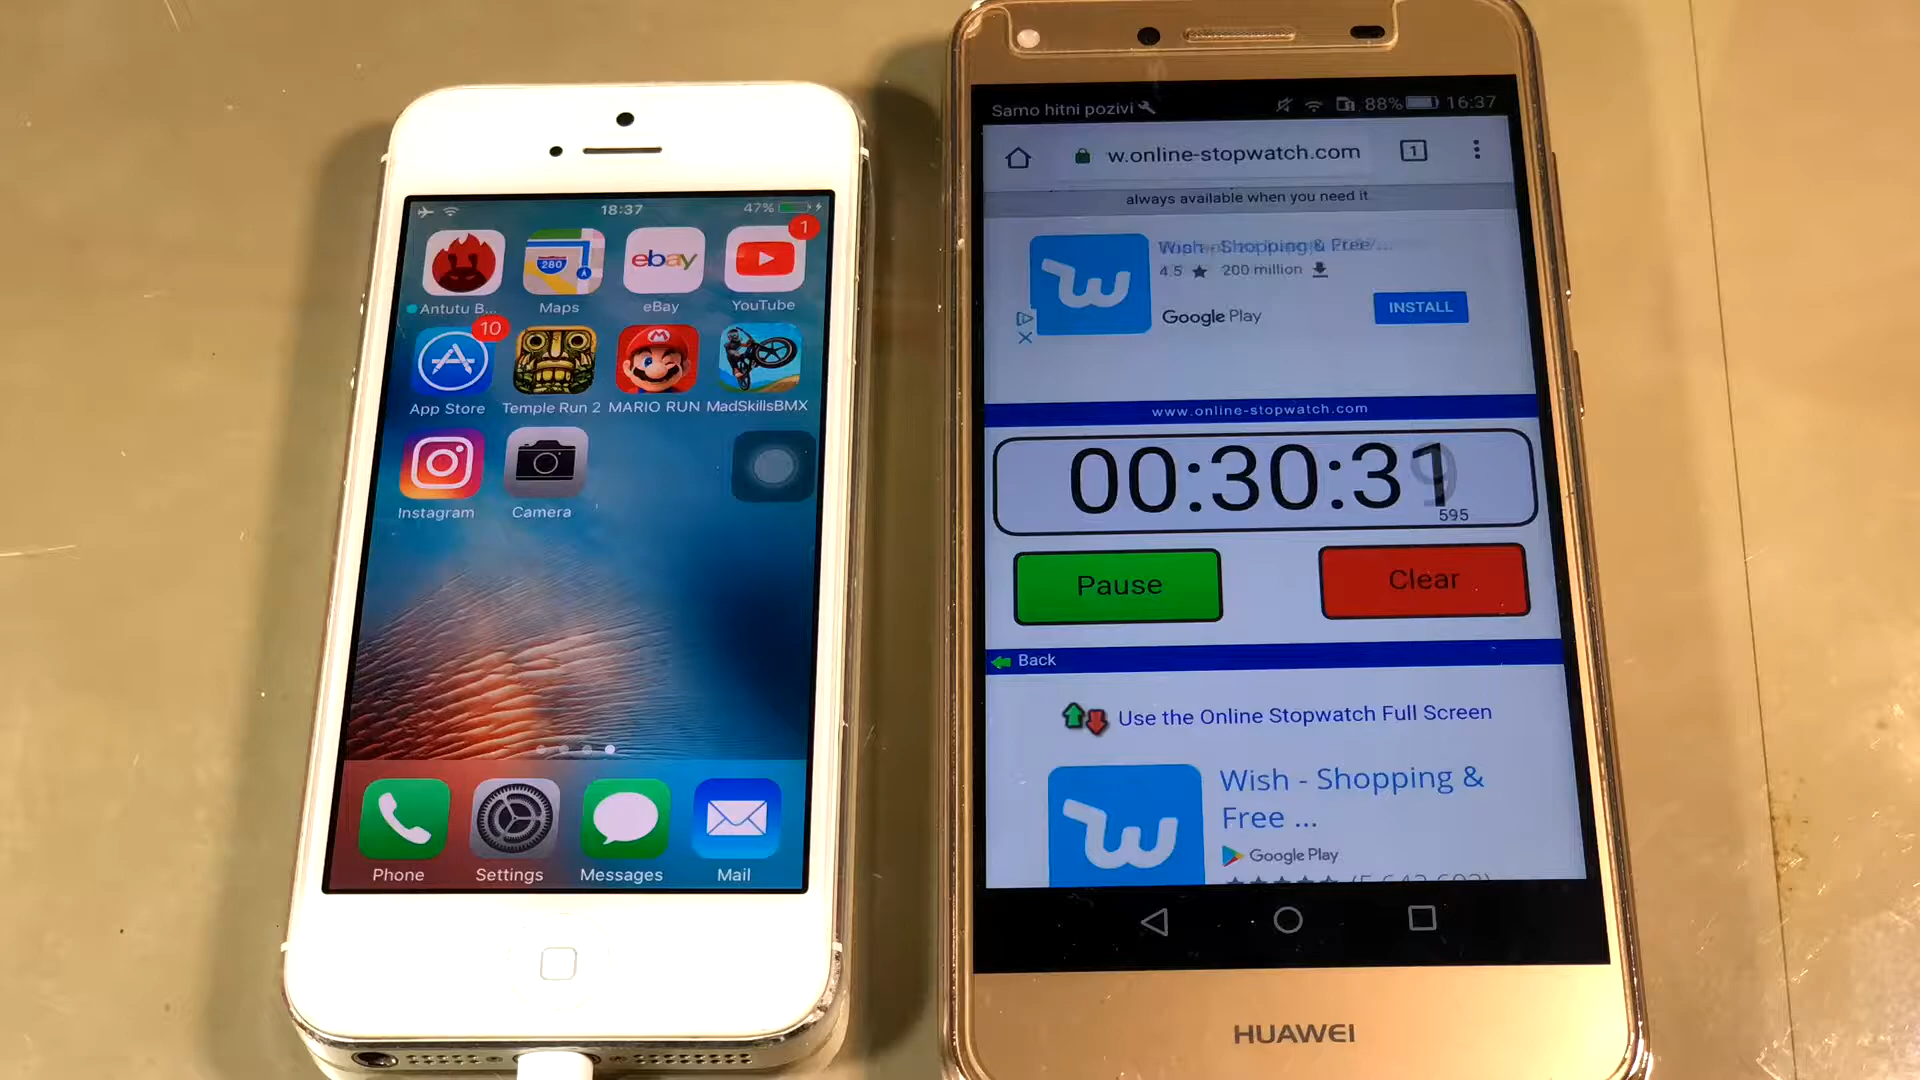 18:37
47%
1
280
ebay
Antutu B...
Maps
eBay
YouTube
10
App Store
Temple Run 2
MARIO RUN
MadSkillsBMX
Instagram
Camera
Phone
Settings
Messages
Mail
Samo hitni pozivi
88%
16:37
w.online-stopwatch.com
1
always available when you need it
Wish - Shopping & Free ...
4.5 ★ 200 million
Google Play
INSTALL
www.online-stopwatch.com
00:30:31
595
Pause
Clear
Back
Use the Online Stopwatch Full Screen
Wish - Shopping &
Free ...
Google Play
HUAWEI